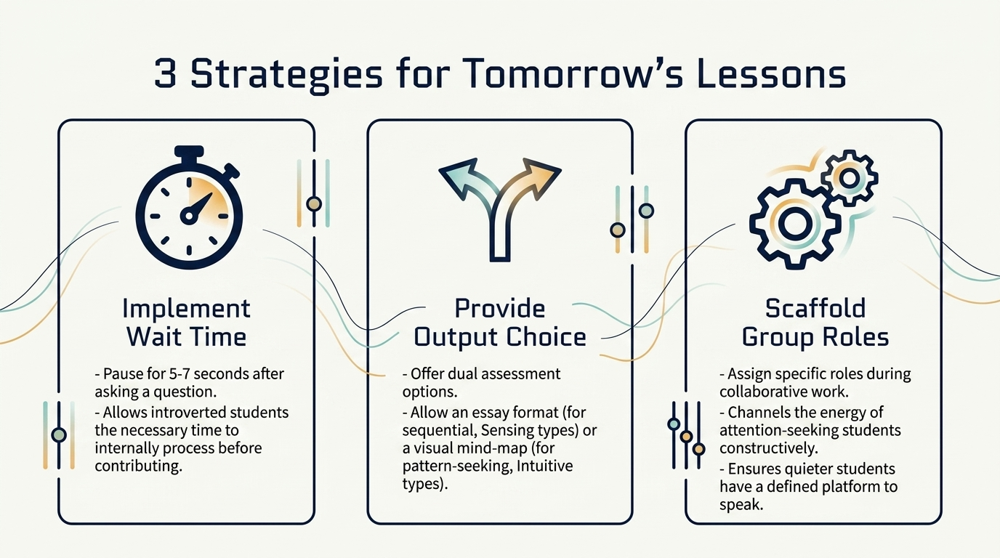 3 Strategies for Tomorrow’s Lessons
Implement
Wait Time
- Pause for 5-7 seconds after
asking a question.
- Allows introverted students
the necessary time to
internally process before
contributing.
Provide
Output Choice
- Offer dual assessment
options.
- Allow an essay format (for
sequential, Sensing types) or
a visual mind-map (for
pattern-seeking, Intuitive
types).
Scaffold
Group Roles
- Assign specific roles during
collaborative work.
- Channels the energy of
attention-seeking students
constructively.
- Ensures quieter students
have a defined platform to
speak.